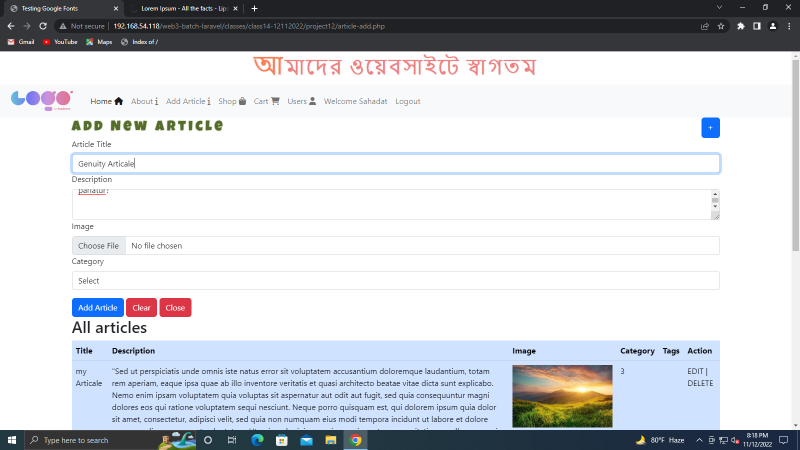 Testing Google Fonts
Lorem Ipsum - All the facts - Lip
Not secure | 192.168.54.118/web3-batch-laravel/classes/class14-12112022/project12/article-add.php
Gmail YouTube Maps Index of /
আমাদের ওয়েবসাইটে স্বাগতম
Logo
Home About Add Article Shop Cart Users Welcome Sahadat Logout
Add New Article
+
Article Title
Genuity Articale
Description
pariatur?
Image
Choose File No file chosen
Category
Select
Add Article Clear Close
All articles
Title Description Image Category Tags Action
my Articale
"Sed ut perspiciatis unde omnis iste natus error sit voluptatem accusantium doloremque laudantium, totam
rem aperiam, eaque ipsa quae ab illo inventore veritatis et quasi architecto beatae vitae dicta sunt explicabo.
Nemo enim ipsam voluptatem quia voluptas sit aspernatur aut odit aut fugit, sed quia consequuntur magni
dolores eos qui ratione voluptatem sequi nesciunt. Neque porro quisquam est, qui dolorem ipsum quia dolor
sit amet, consectetur, adipisci velit, sed quia non numquam eius modi tempora incidunt ut labore et dolore
3
EDIT |
DELETE
Type here to search
80°F Haze
8:18 PM
11/12/2022